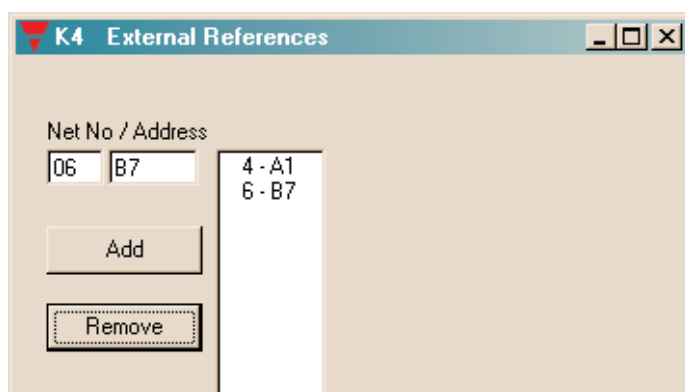 K4 External References
Net No / Address
06 B7
4 - A1
6 - B7
Add
Remove